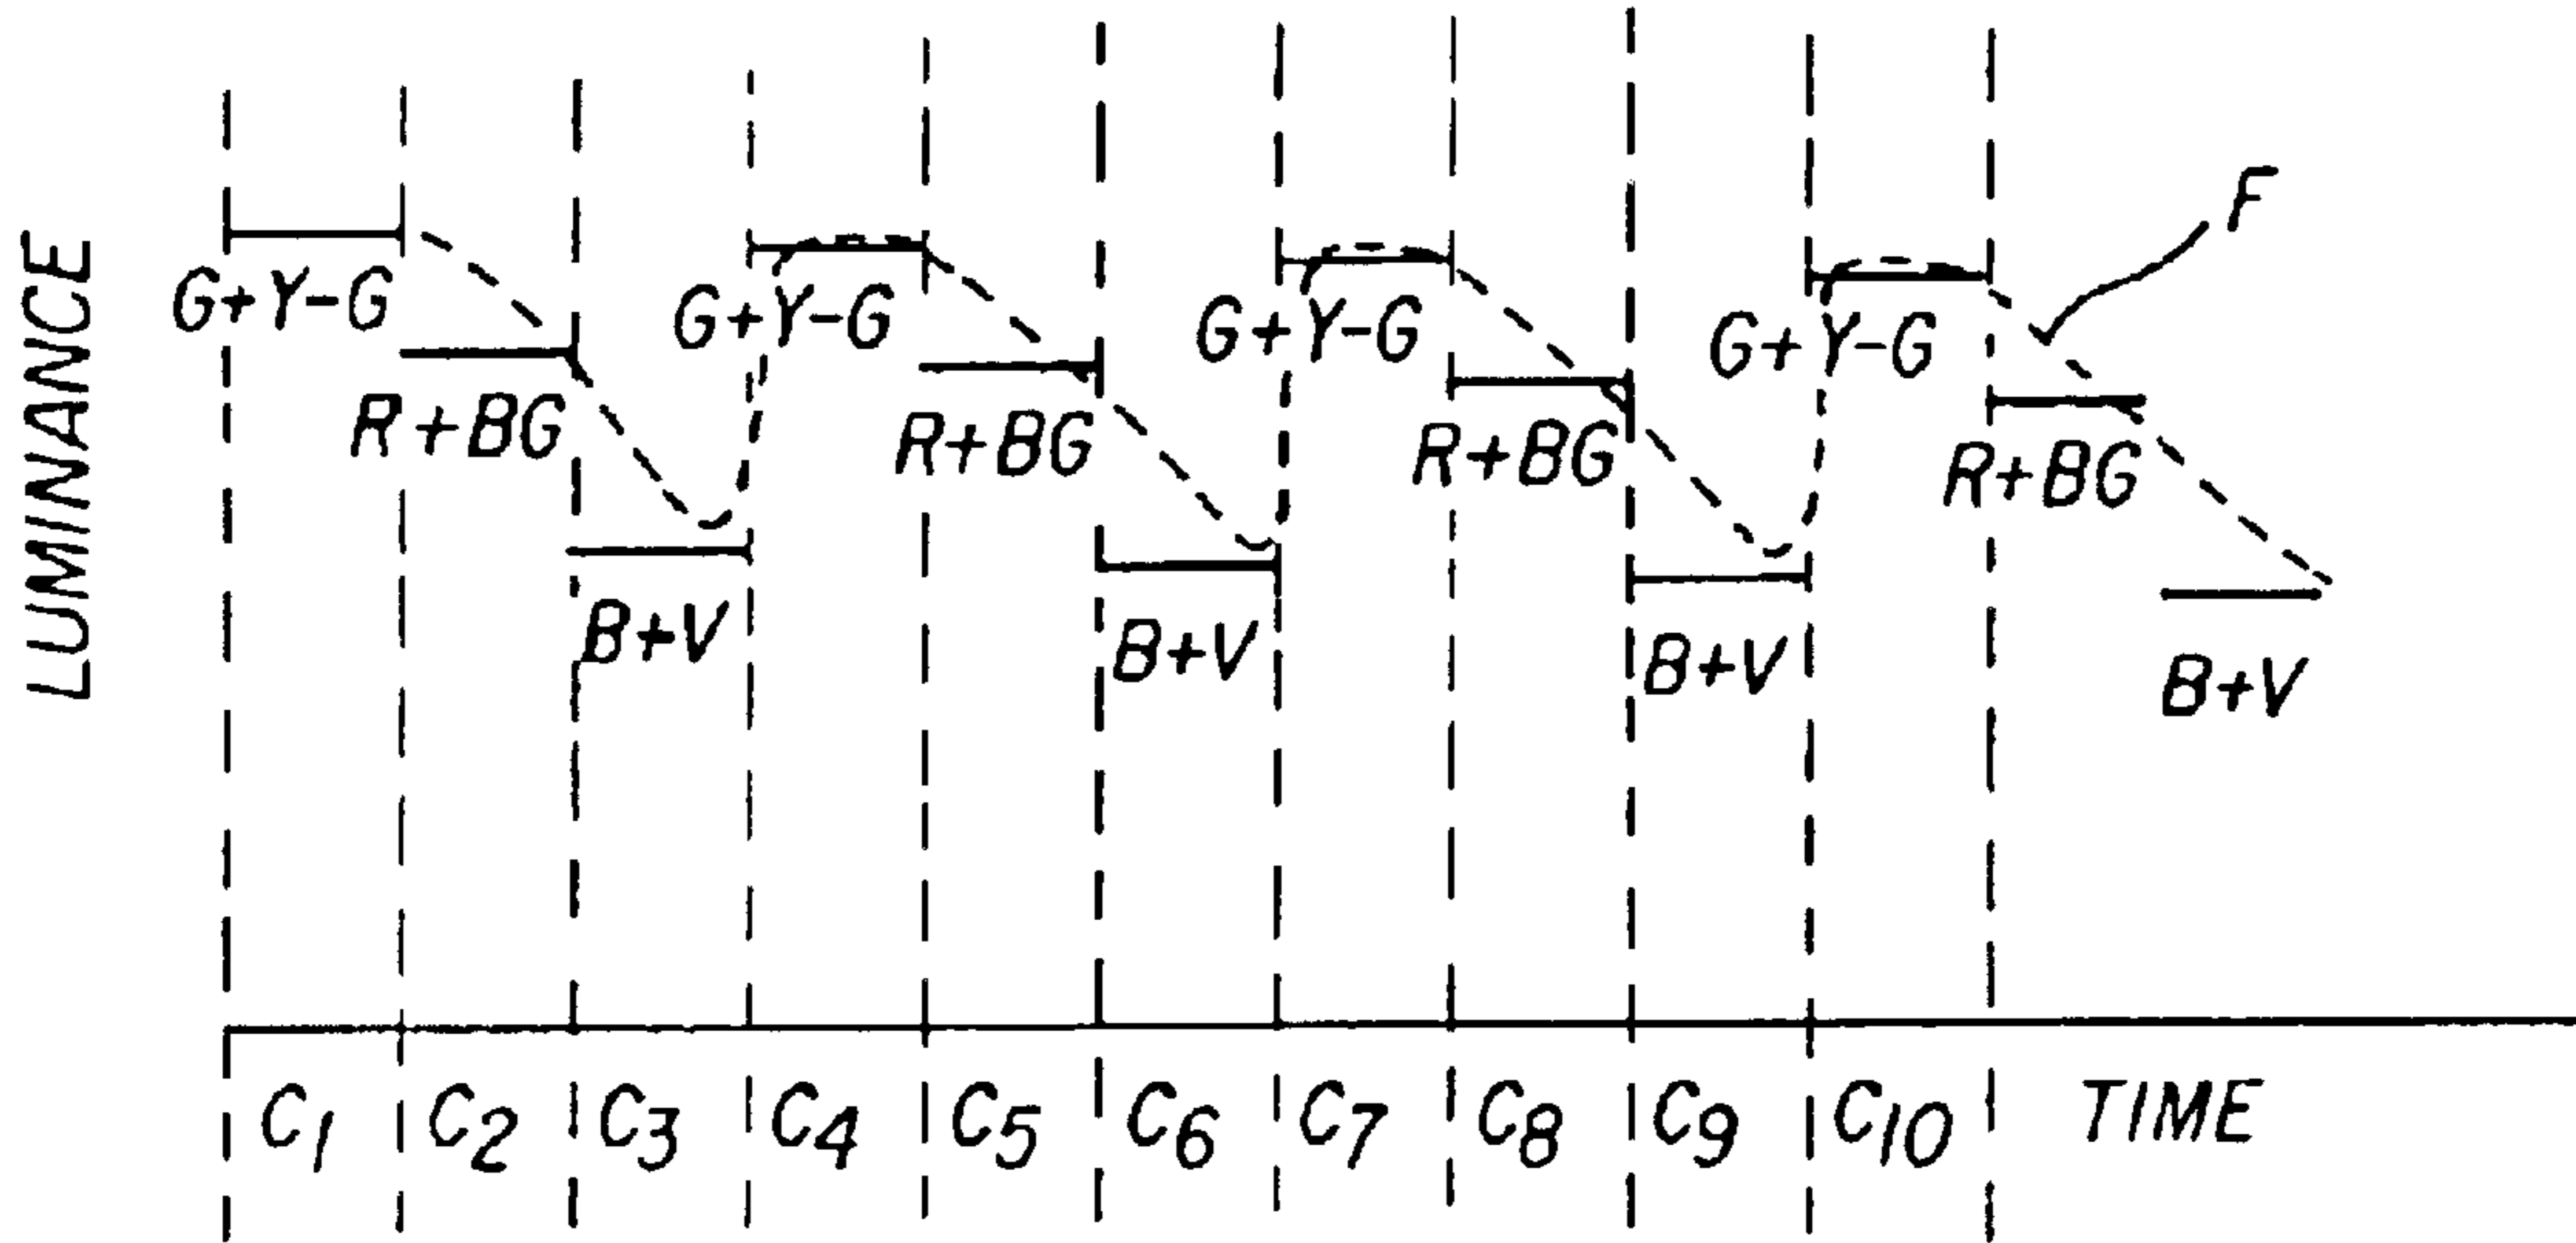 LUMINANCE
F
G+Y-G
G+Y-G
G+Y-G
G+Y-G
R+BG
R+BG
R+BG
R+BG
B+V
B+V
B+V
B+V
C1 C2 C3 C4 C5 C6 C7 C8 C9 C10 TIME